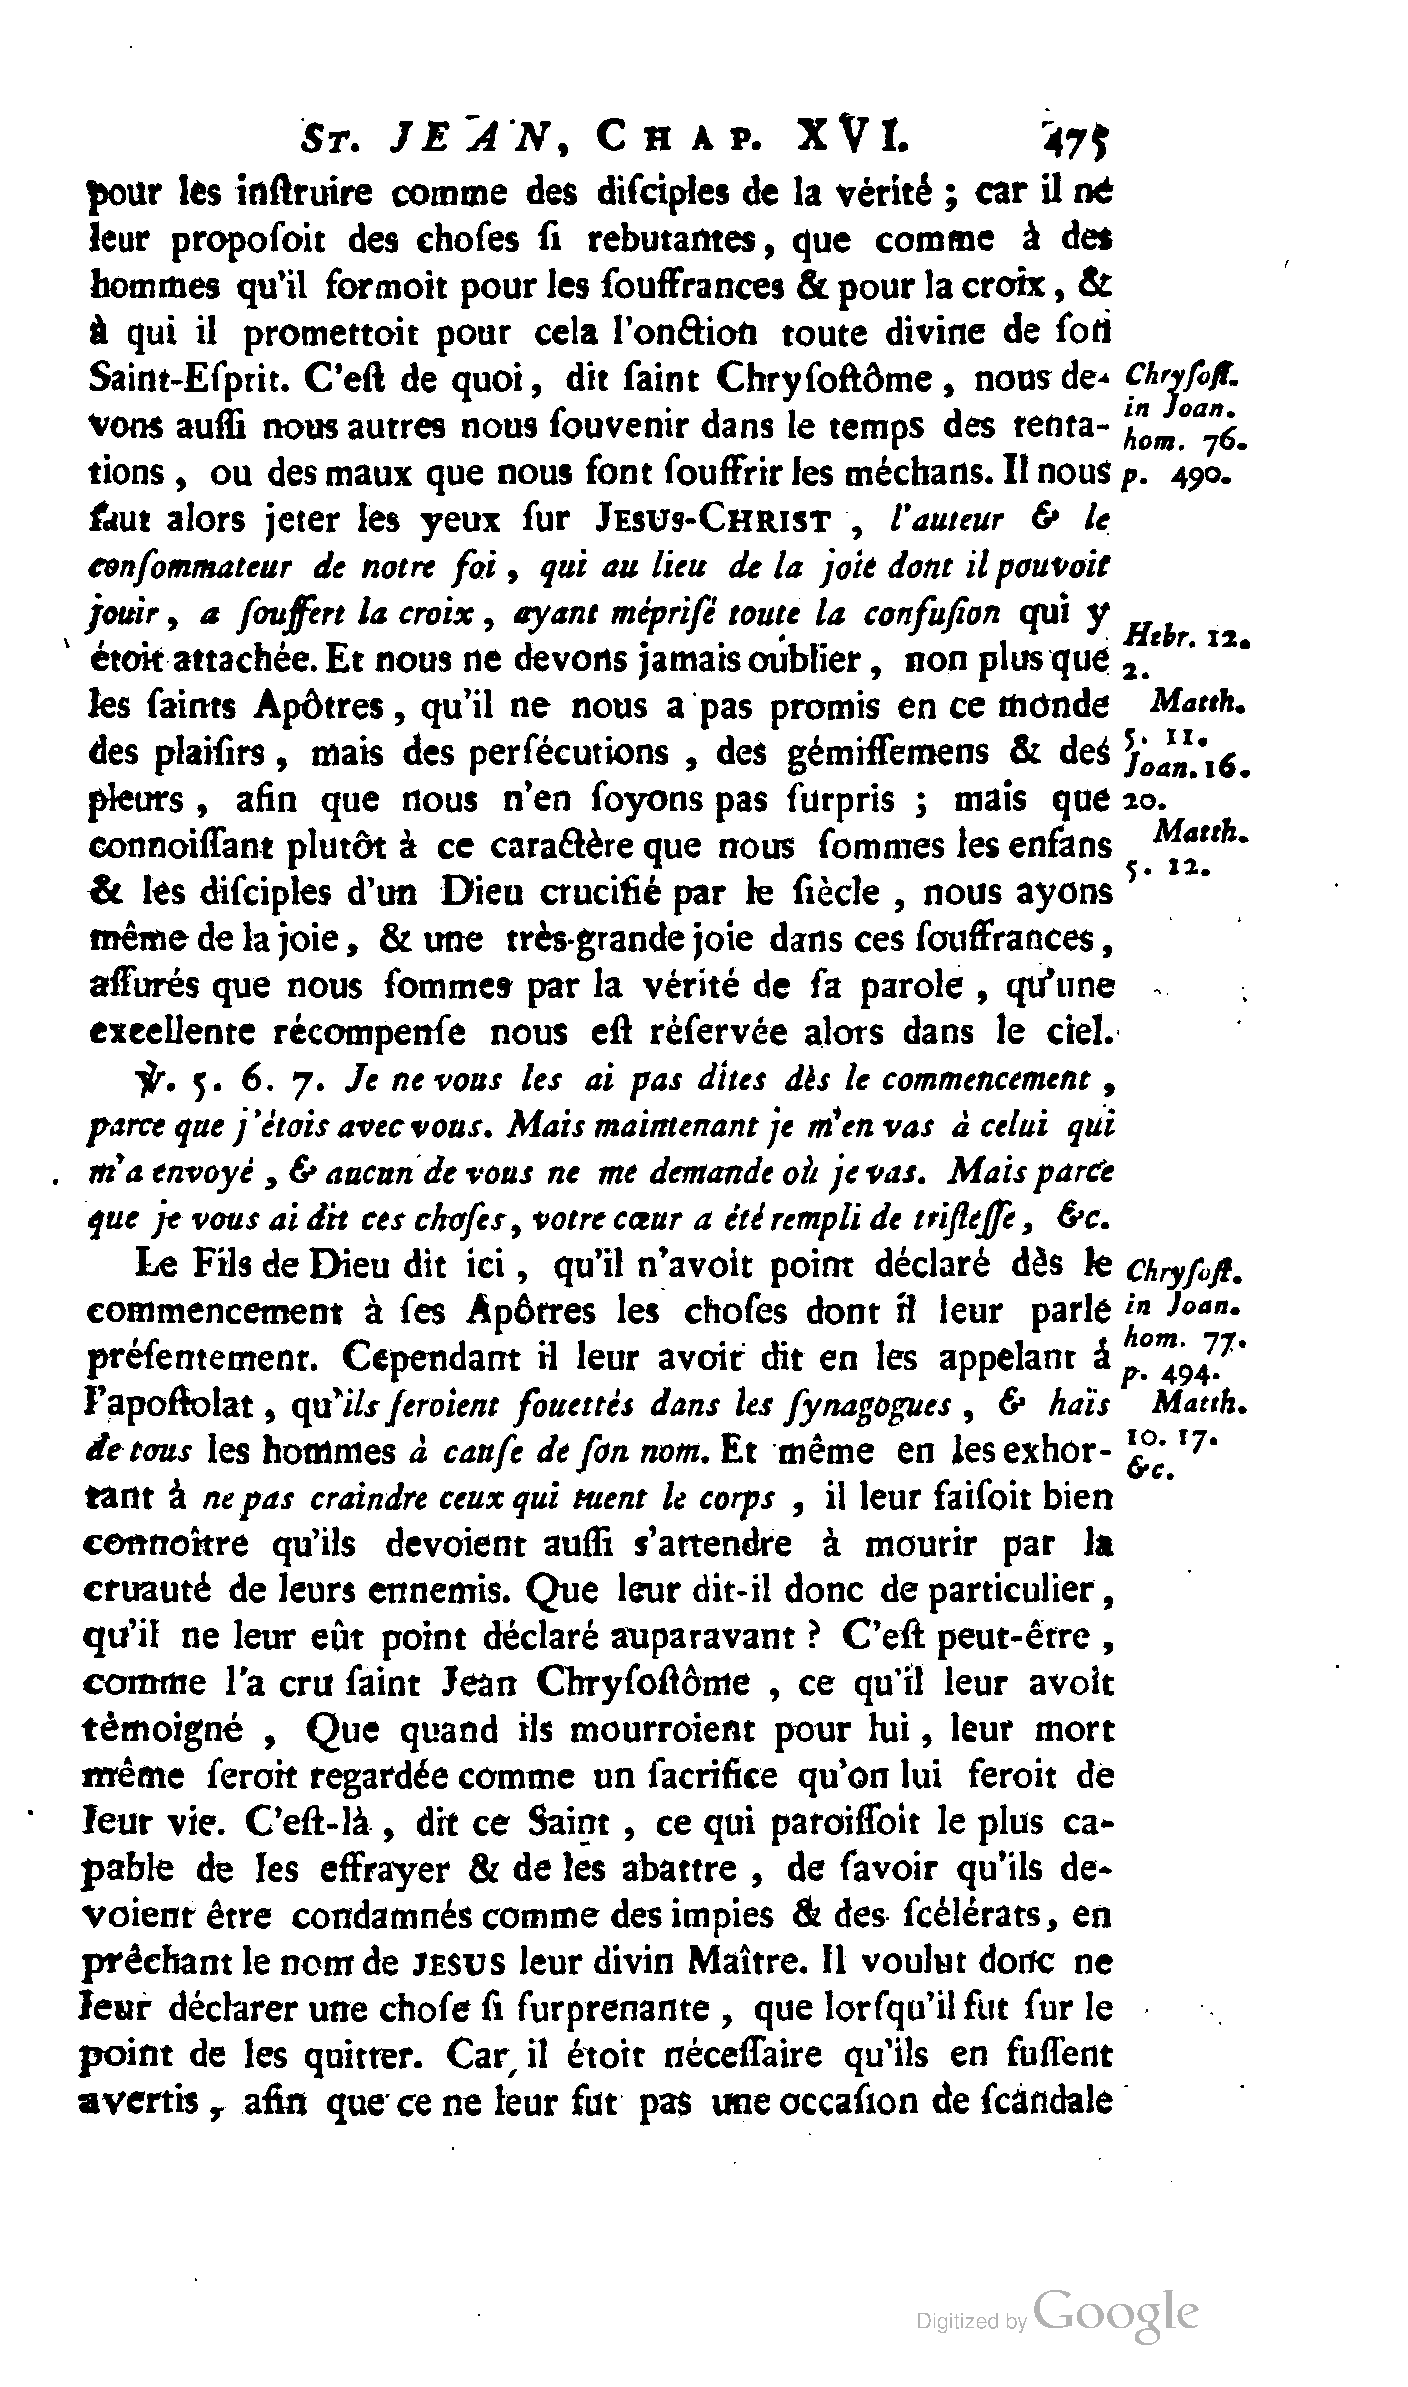 ST. JEAN, CHAP. XVI. 475
pour les inſtruire comme des diſciples de la vérité ; car il ne
leur propoſoit des choſes ſi rebutantes, que comme à des
hommes qu'il formoit pour les ſouffrances & pour la croix, &
à qui il promettoit pour cela l'onction toute divine de ſon
Saint-Eſprit. C'eſt de quoi, dit ſaint Chryſoſtôme, nous de-
vons auſſi nous autres nous ſouvenir dans le temps des tenta-
tions, ou des maux que nous font ſouffrir les méchans. Il nous
faut alors jeter les yeux ſur JESUS-CHRIST, l'auteur & le
conſommateur de notre foi, qui au lieu de la joie dont il pouvoit
jouir, a ſouffert la croix, ayant mépriſé toute la confuſion qui y
étoit attachée. Et nous ne devons jamais oublier, non plus que
les ſaints Apôtres, qu'il ne nous a pas promis en ce monde
des plaiſirs, mais des perſécutions, des gémiſſemens & des
pleurs, afin que nous n'en ſoyons pas ſurpris ; mais que
connoiſſant plutôt à ce caractère que nous ſommes les enfans
& les diſciples d'un Dieu crucifié par le ſiècle, nous ayons
même de la joie, & une très-grande joie dans ces ſouffrances,
aſſurés que nous ſommes par la vérité de ſa parole, qu'une
excellente récompenſe nous eſt réſervée alors dans le ciel.
Chryſoſt.
in Joan.
hom. 76.
p. 490.
Hebr. 12.
2.
Matth.
5. 11.
Joan. 16.
20.
Matth.
5. 12.
℣. 5. 6. 7. Je ne vous les ai pas dites dès le commencement,
parce que j'étois avec vous. Mais maintenant je m'en vas à celui qui
m'a envoyé, & aucun de vous ne me demande où je vas. Mais parce
que je vous ai dit ces choſes, votre cœur a été rempli de triſteſſe, &c.
Le Fils de Dieu dit ici, qu'il n'avoit point déclaré dès le
commencement à ſes Apôtres les choſes dont il leur parle
préſentement. Cependant il leur avoit dit en les appelant à
l'apoſtolat, qu'ils ſeroient fouettés dans les ſynagogues, & haïs
de tous les hommes à cauſe de ſon nom. Et même en les exhor-
tant à ne pas craindre ceux qui tuent le corps, il leur faiſoit bien
connoître qu'ils devoient auſſi s'attendre à mourir par la
cruauté de leurs ennemis. Que leur dit-il donc de particulier,
qu'il ne leur eût point déclaré auparavant ? C'eſt peut-être,
comme l'a cru ſaint Jean Chryſoſtôme, ce qu'il leur avoit
témoigné, Que quand ils mourroient pour lui, leur mort
même ſeroit regardée comme un ſacrifice qu'on lui feroit de
leur vie. C'eſt-là, dit ce Saint, ce qui paroiſſoit le plus ca-
pable de les effrayer & de les abattre, de ſavoir qu'ils de-
voient être condamnés comme des impies & des ſcélérats, en
prêchant le nom de JESUS leur divin Maître. Il voulut donc ne
leur déclarer une choſe ſi ſurprenante, que lorſqu'il fut ſur le
point de les quitter. Car il étoit néceſſaire qu'ils en fuſſent
avertis, afin que ce ne leur fut pas une occaſion de ſcandale
Chryſoſt.
in Joan.
hom. 77.
p. 494.
Matth.
10. 17.
&c.
Digitized by Google